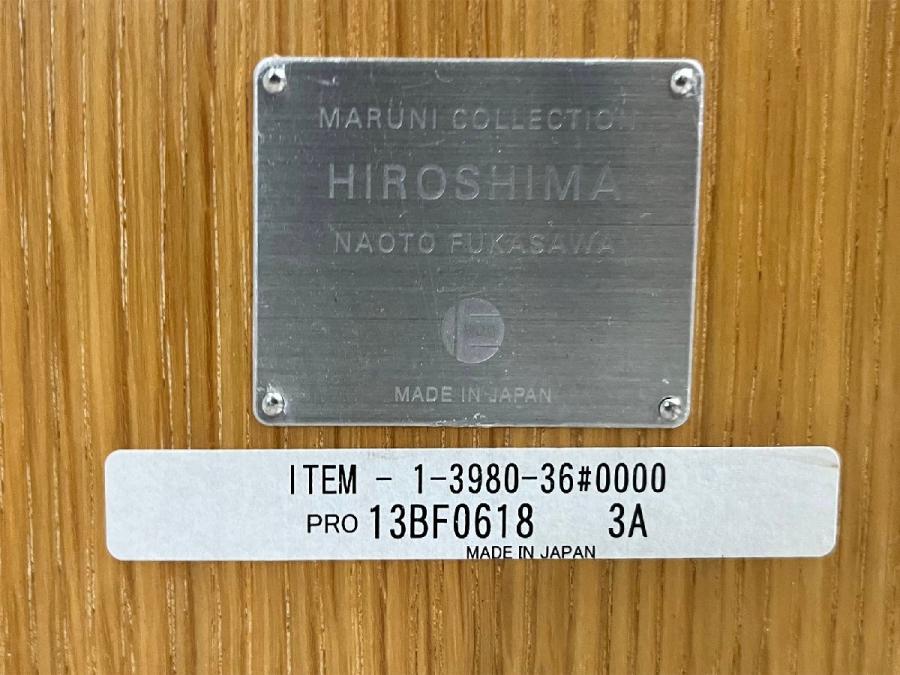 MARUNI COLLECTION
HIROSHIMA
NAOTO FUKASAWA
MADE IN JAPAN
ITEM - 1-3980-36#0000
PRO 13BF0618 3A
MADE IN JAPAN